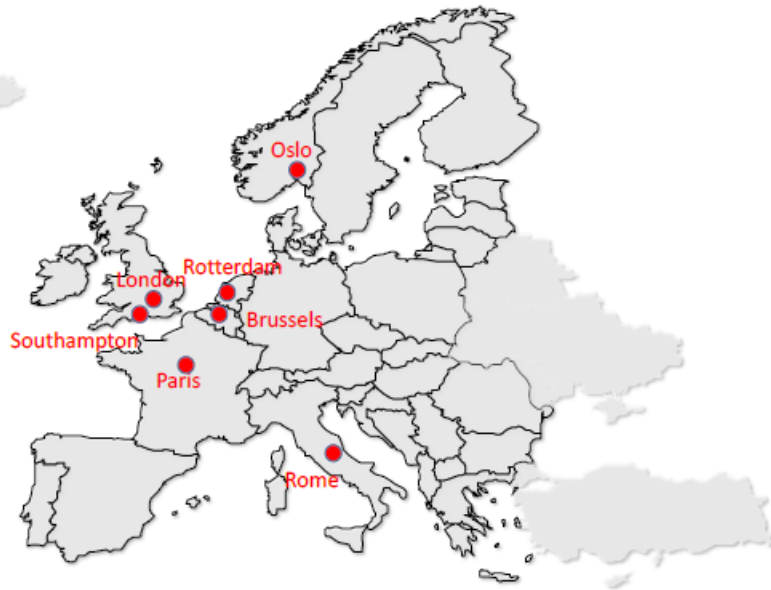 Oslo
Rotterdam
London
Brussels
Southampton
Paris
Rome